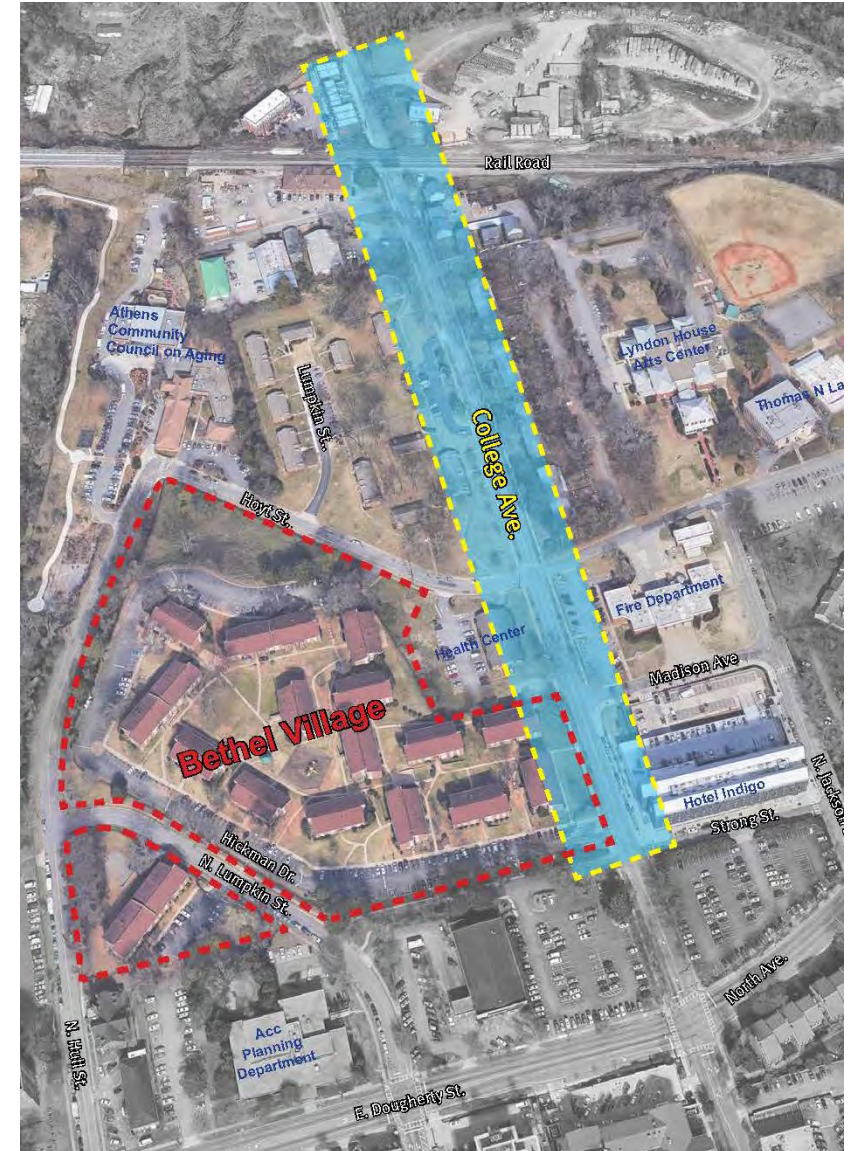 Rail Road
Athens
Community
Council on Aging
Lyndon House
Arts Center
Thomas N La
Lumpkin St..
College Ave.
Hoyt St..
Fire Department
Health Center
Madison Ave
Bethel Village
Hotel Indigo
N. Jackson
Strong St.
Hickman Dr.
N. Lumpkin St..
North Ave.
Acc
Planning
Department
N. Hull St.
E. Dougherty St.